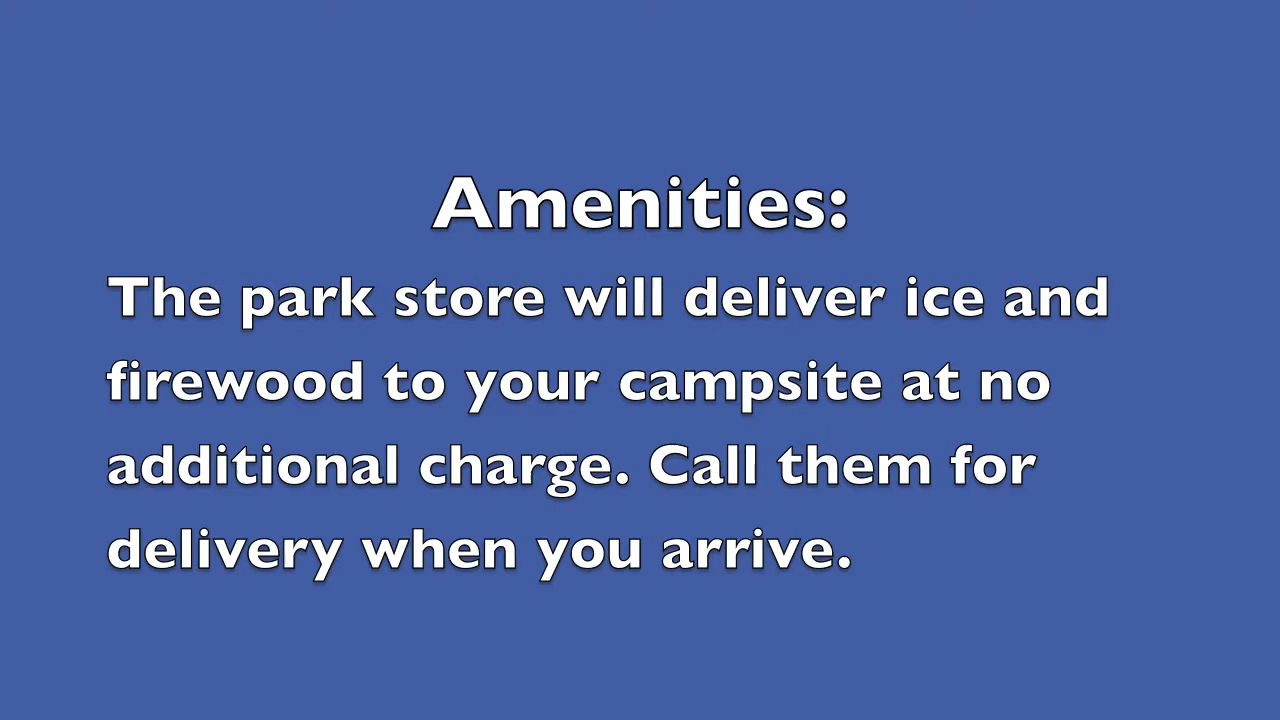 Amenities:
The park store will deliver ice and
firewood to your campsite at no
additional charge. Call them for
delivery when you arrive.